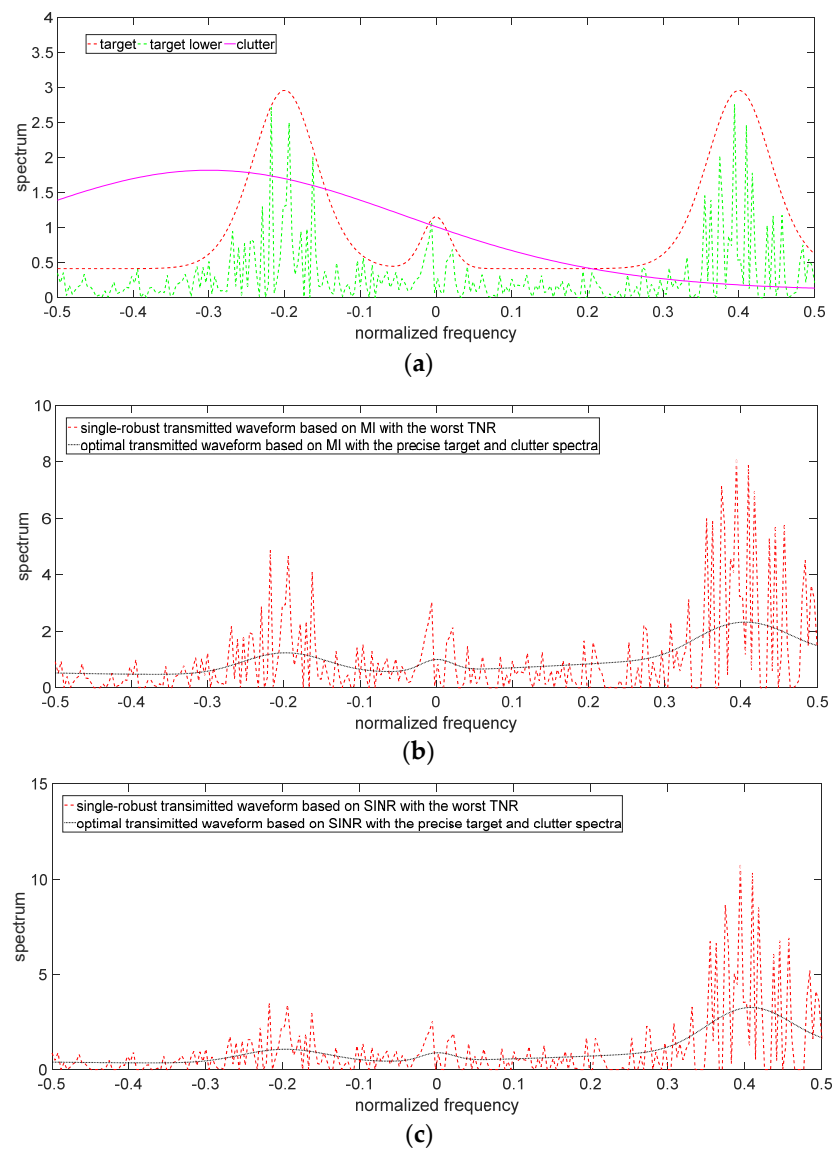 4
3.5
3
2.5
2
1.5
1
0.5
0
spectrum
target target lower clutter
-0.5 -0.4 -0.3 -0.2 -0.1 0 0.1 0.2 0.3 0.4 0.5
normalized frequency
(a)
10
8
6
4
2
0
spectrum
single-robust transmitted waveform based on MI with the worst TNR
optimal transmitted waveform based on MI with the precise target and clutter spectra
-0.5 -0.4 -0.3 -0.2 -0.1 0 0.1 0.2 0.3 0.4 0.5
normalized frequency
(b)
15
10
5
0
spectrum
single-robust transimitted waveform based on SINR with the worst TNR
optimal transimitted waveform based on SINR with the precise target and clutter spectra
-0.5 -0.4 -0.3 -0.2 -0.1 0 0.1 0.2 0.3 0.4 0.5
normalized frequency
(c)